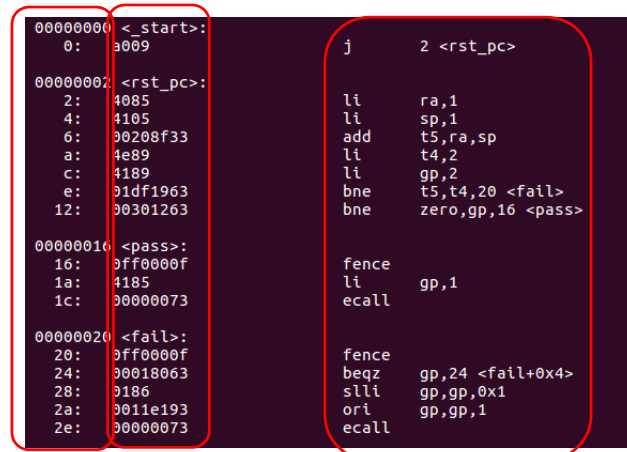 00000000 <_start>:
0: a009 j 2 <rst_pc>
00000002 <rst_pc>:
2: 4085 li ra,1
4: 4105 li sp,1
6: 00208f33 add t5,ra,sp
a: 4e89 li t4,2
c: 4189 li gp,2
e: 01df1963 bne t5,t4,20 <fail>
12: 00301263 bne zero,gp,16 <pass>
00000016 <pass>:
16: 0ff0000f fence
1a: 4185 li gp,1
1c: 00000073 ecall
00000020 <fail>:
20: 0ff0000f fence
24: 00018063 beqz gp,24 <fail+0x4>
28: 0186 slli gp,gp,0x1
2a: 0011e193 ori gp,gp,1
2e: 00000073 ecall